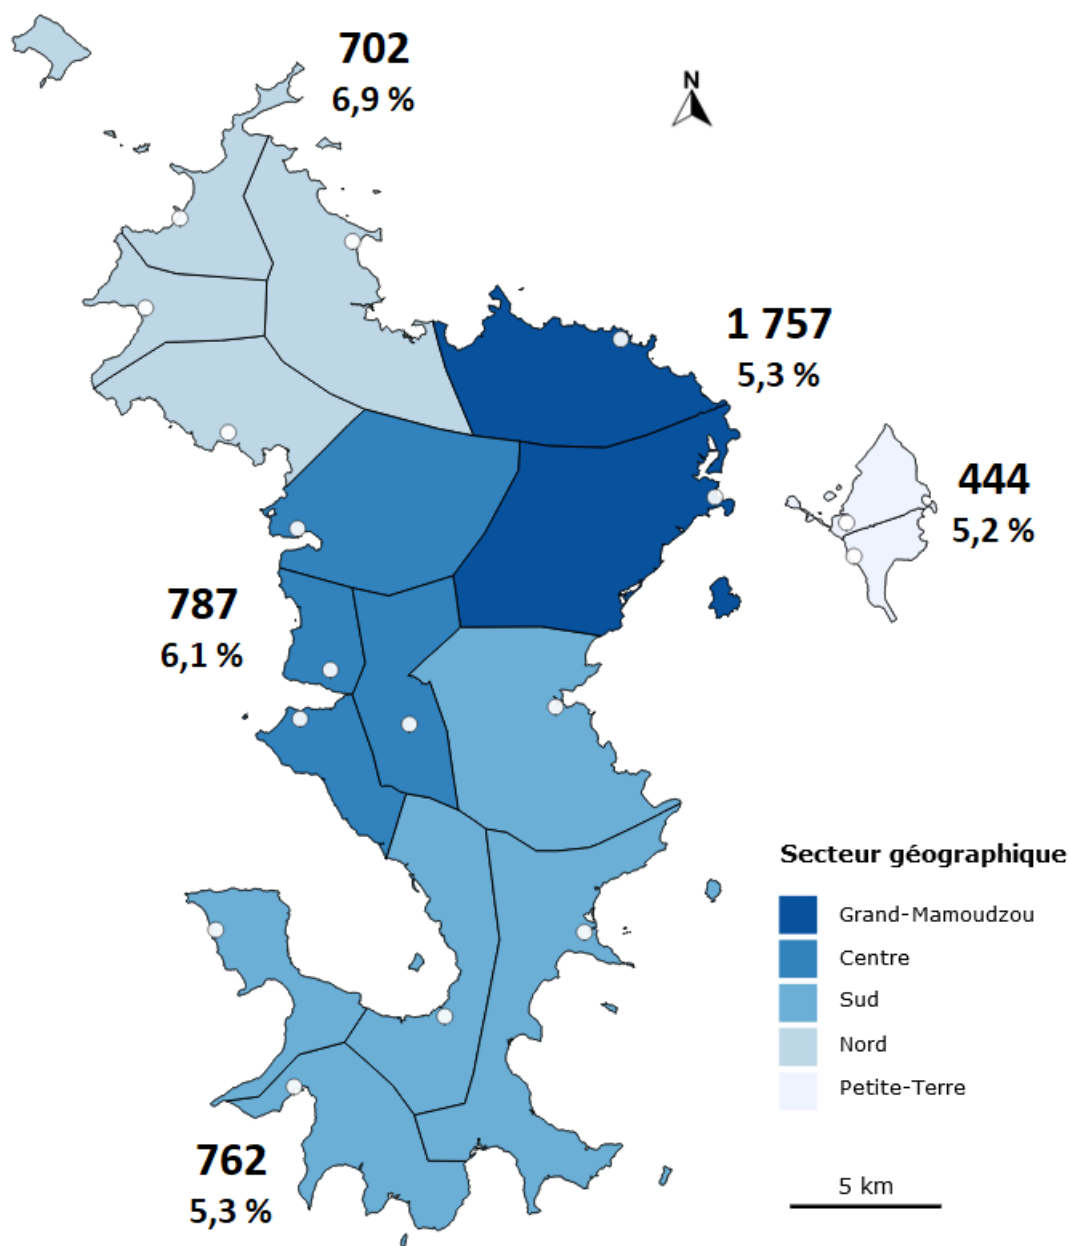 702
6,9 %
N
1 757
5,3 %
444
5,2 %
787
6,1 %
Secteur géographique
Grand-Mamoudzou
Centre
Sud
Nord
Petite-Terre
762
5,3 %
5 km